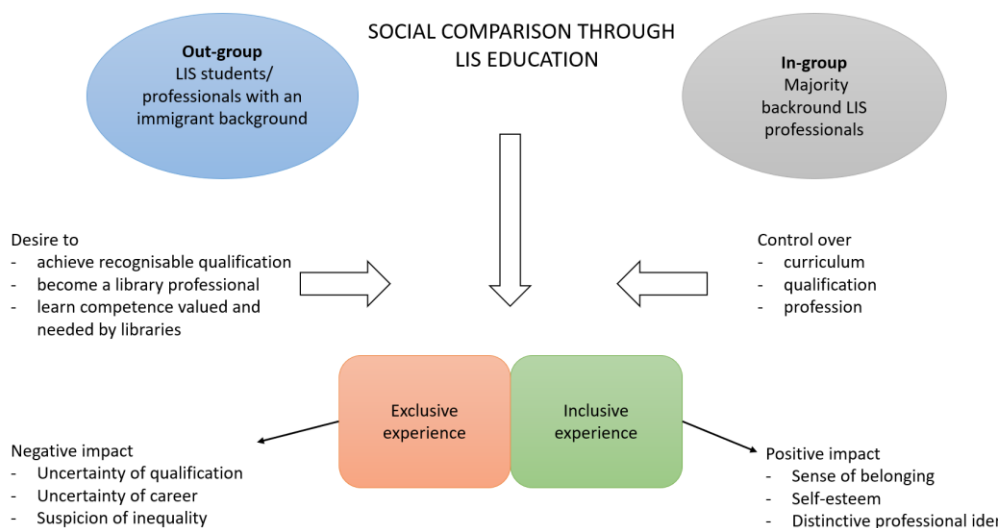 SOCIAL COMPARISON THROUGH
LIS EDUCATION
Out-group
LIS students/
professionals with an
immigrant background
In-group
Majority
backround LIS
professionals
Desire to
- achieve recognisable qualification
- become a library professional
- learn competence valued and
needed by libraries
Control over
- curriculum
- qualification
- profession
Exclusive
experience
Inclusive
experience
Negative impact
- Uncertainty of qualification
- Uncertainty of career
- Suspicion of inequality
Positive impact
- Sense of belonging
- Self-esteem
- Distinctive professional